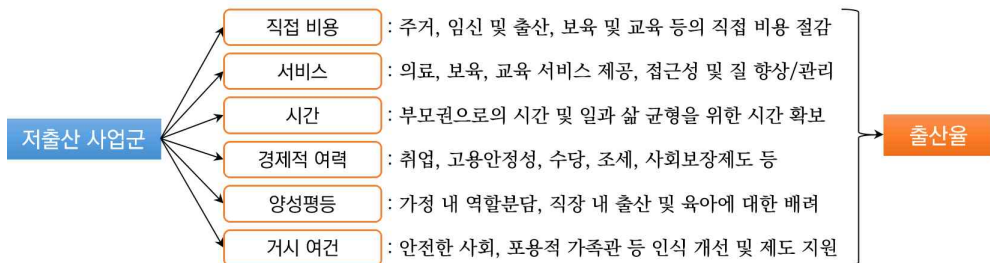 직접 비용 : 주거, 임신 및 출산, 보육 및 교육 등의 직접 비용 절감
서비스 : 의료, 보육, 교육 서비스 제공, 접근성 및 질 향상/관리
시간 : 부모권으로의 시간 및 일과 삶 균형을 위한 시간 확보
저출산 사업군
출산율
경제적 여력 : 취업, 고용안정성, 수당, 조세, 사회보장제도 등
양성평등 : 가정 내 역할분담, 직장 내 출산 및 육아에 대한 배려
거시 여건 : 안전한 사회, 포용적 가족관 등 인식 개선 및 제도 지원